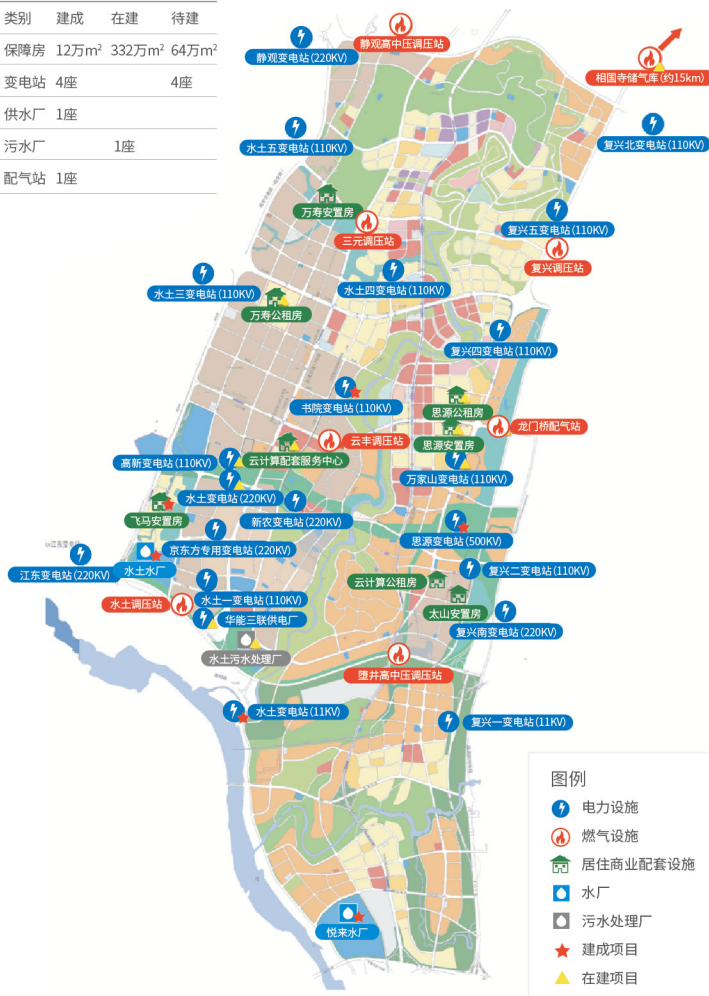 类别 建成 在建 待建
保障房 12万m² 332万m² 64万m²
变电站 4座 4座
供水厂 1座
污水厂 1座
配气站 1座
静观变电站(220KV)
静观高中压调压站
相国寺储气库(约15km)
水土五变电站(110KV)
复兴北变电站(110KV)
万寿安置房
三元调压站
复兴五变电站(110KV)
复兴调压站
水土三变电站(110KV)
水土四变电站(110KV)
万寿公租房
复兴四变电站(110KV)
书院变电站(110KV)
思源公租房
云丰调压站
龙门桥配气站
思源安置房
高新变电站(110KV)
云计算配套服务中心
万家山变电站(110KV)
水土变电站(220KV)
飞马安置房
新农变电站(220KV)
思源变电站(500KV)
京东方专用变电站(220KV)
江东变电站(220KV)
水土水厂
复兴二变电站(110KV)
云计算公租房
水土调压站
水土一变电站(110KV)
太山安置房
华能三联供电厂
复兴南变电站(220KV)
水土污水处理厂
堕井高中压调压站
水土变电站(11KV)
复兴一变电站(11KV)
悦来水厂
图例
电力设施
燃气设施
居住商业配套设施
水厂
污水处理厂
建成项目
在建项目